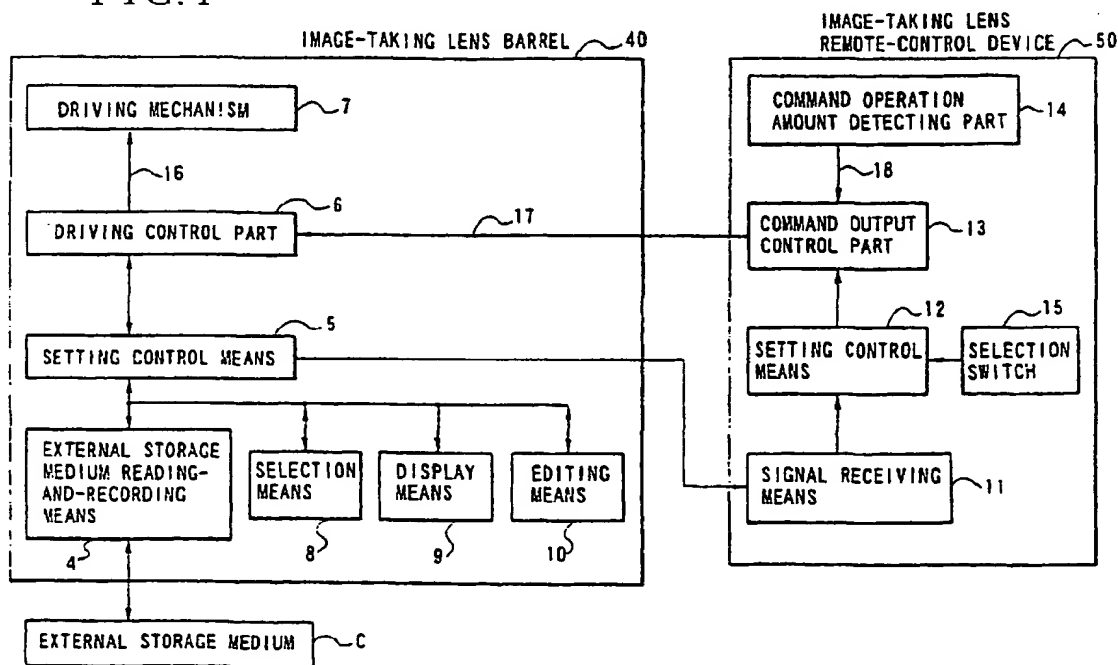 FIG.1
IMAGE-TAKING LENS BARREL
40
IMAGE-TAKING LENS
REMOTE-CONTROL DEVICE
50
DRIVING MECHANISM
7
16
6
DRIVING CONTROL PART
17
5
SETTING CONTROL MEANS
EXTERNAL STORAGE
MEDIUM READING-
AND-RECORDING
MEANS
4
SELECTION
MEANS
8
DISPLAY
MEANS
9
EDITING
MEANS
10
EXTERNAL STORAGE MEDIUM
C
COMMAND OPERATION
AMOUNT DETECTING PART
14
18
COMMAND OUTPUT
CONTROL PART
13
12
SETTING CONTROL
MEANS
15
SELECTION
SWITCH
SIGNAL RECEIVING
MEANS
11